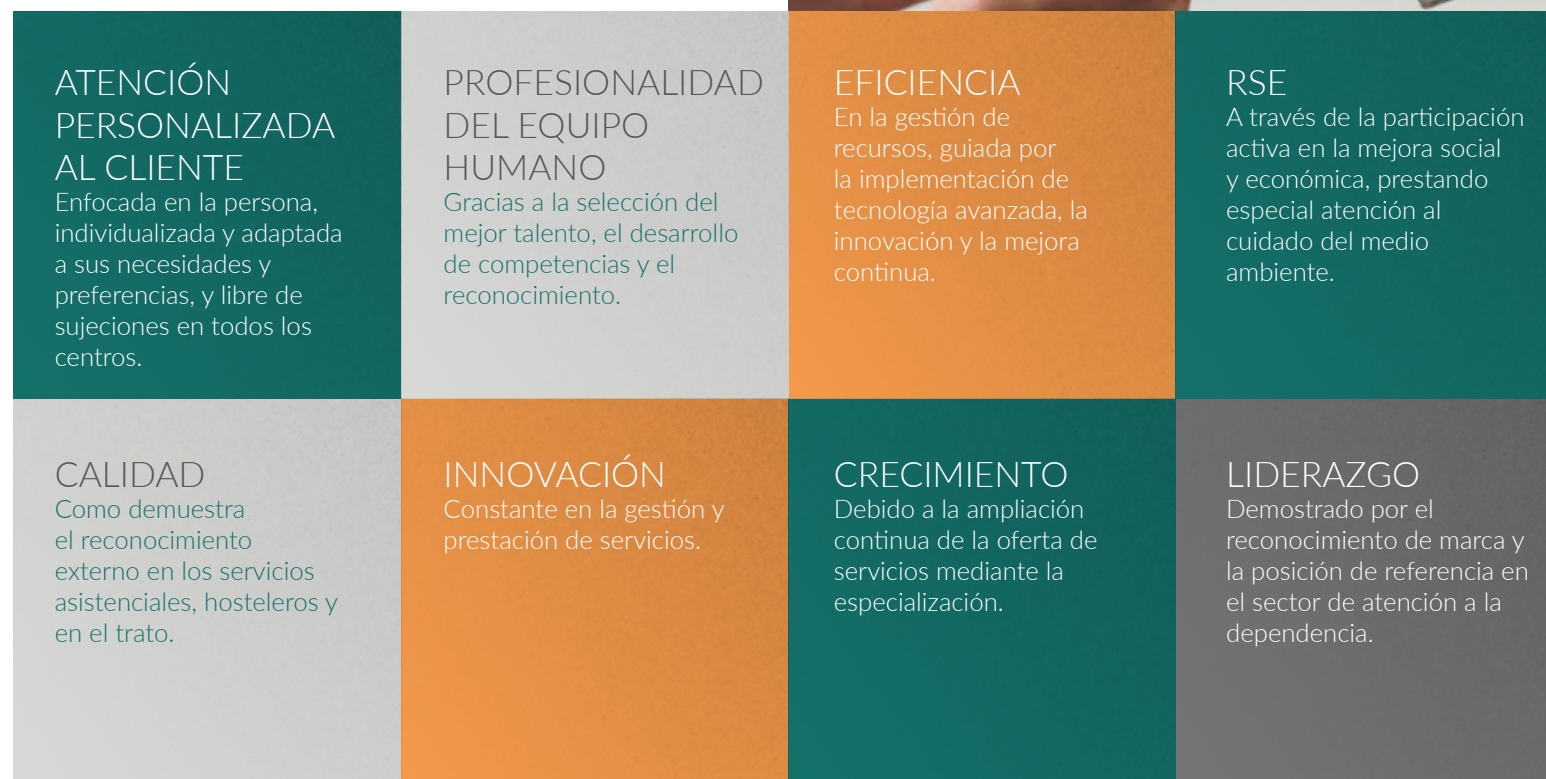 ATENCIÓN
PERSONALIZADA
AL CLIENTE
Enfocada en la persona,
individualizada y adaptada
a sus necesidades y
preferencias, y libre de
sujeciones en todos los
centros.
PROFESIONALIDAD
DEL EQUIPO
HUMANO
Gracias a la selección del
mejor talento, el desarrollo
de competencias y el
reconocimiento.
EFICIENCIA
En la gestión de
recursos, guiada por
la implementación de
tecnología avanzada, la
innovación y la mejora
continua.
RSE
A través de la participación
activa en la mejora social
y económica, prestando
especial atención al
cuidado del medio
ambiente.
CALIDAD
Como demuestra
el reconocimiento
externo en los servicios
asistenciales, hosteleros y
en el trato.
INNOVACIÓN
Constante en la gestión y
prestación de servicios.
CRECIMIENTO
Debido a la ampliación
continua de la oferta de
servicios mediante la
especialización.
LIDERAZGO
Demostrado por el
reconocimiento de marca y
la posición de referencia en
el sector de atención a la
dependencia.